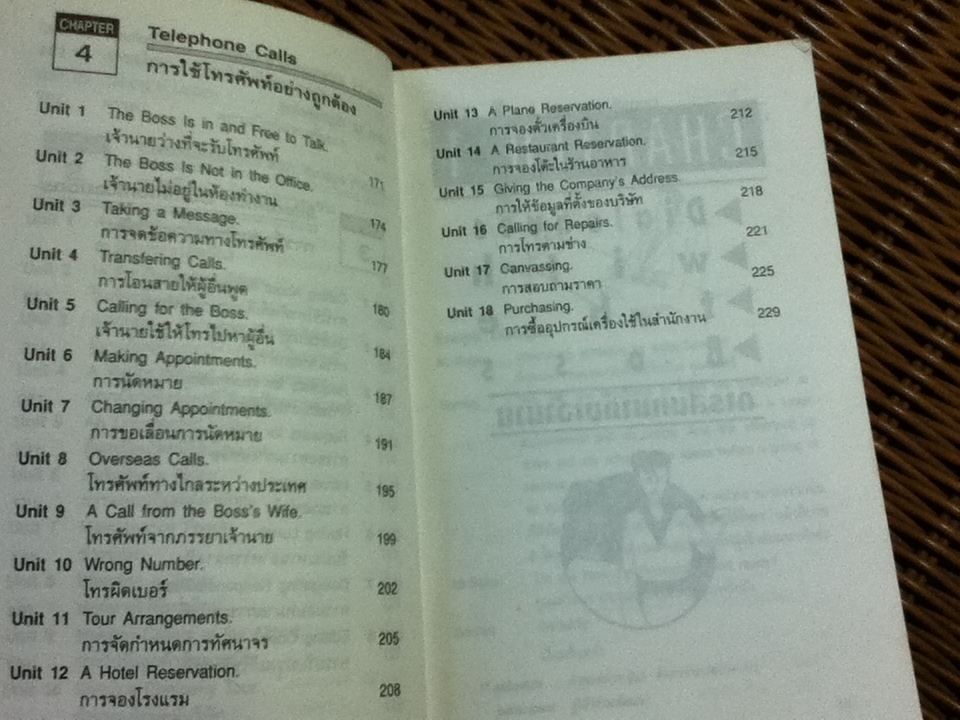 CHAPTER
4
Telephone Calls
การใช้โทรศัพท์อย่างถูกต้อง
Unit 1 The Boss Is in and Free to Talk.
เจ้านายว่างที่จะรับโทรศัพท์ 171
Unit 2 The Boss Is Not in the Office.
เจ้านายไม่อยู่ในห้องทำงาน 174
Unit 3 Taking a Message.
การจดข้อความทางโทรศัพท์ 177
Unit 4 Transfering Calls.
การโอนสายให้ผู้อื่นพูด 180
Unit 5 Calling for the Boss.
เจ้านายใช้ให้โทรไปหาผู้อื่น 184
Unit 6 Making Appointments.
การนัดหมาย 187
Unit 7 Changing Appointments.
การขอเลื่อนการนัดหมาย 191
Unit 8 Overseas Calls.
โทรศัพท์ทางไกลระหว่างประเทศ 195
Unit 9 A Call from the Boss's Wife.
โทรศัพท์จากภรรยาเจ้านาย 199
Unit 10 Wrong Number.
โทรผิดเบอร์ 202
Unit 11 Tour Arrangements.
การจัดกำหนดการทัศนาจร 205
Unit 12 A Hotel Reservation.
การจองโรงแรม 208
Unit 13 A Plane Reservation.
การจองตั๋วเครื่องบิน 212
Unit 14 A Restaurant Reservation.
การจองโต๊ะในร้านอาหาร 215
Unit 15 Giving the Company's Address.
การให้ข้อมูลที่ตั้งของบริษัท 218
Unit 16 Calling for Repairs.
การโทรตามช่าง 221
Unit 17 Canvassing.
การสอบถามราคา 225
Unit 18 Purchasing.
การซื้ออุปกรณ์เครื่องใช้ในสำนักงาน 229